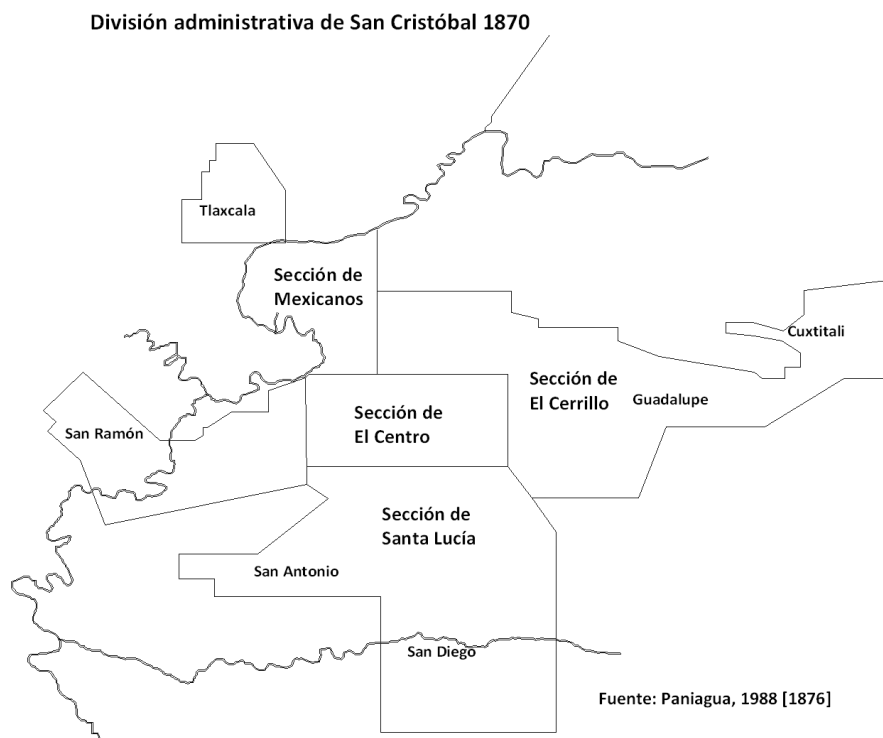 División administrativa de San Cristóbal 1870
Tlaxcala
Sección de
Mexicanos
Cuxtitali
Sección de
El Cerrillo
Guadalupe
Sección de
El Centro
San Ramón
Sección de
Santa Lucía
San Antonio
San Diego
Fuente: Paniagua, 1988 [1876]